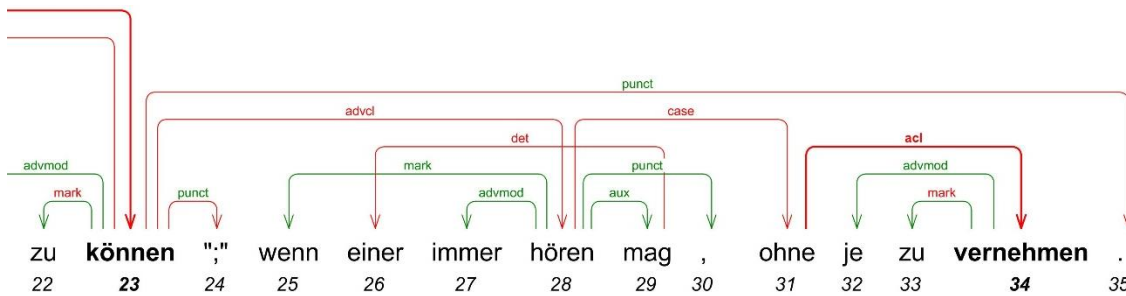 punct
advcl case
det acl
advmod mark punct advmod
mark punct advmod aux mark
zu können ";" wenn einer immer hören mag , ohne je zu vernehmen .
22 23 24 25 26 27 28 29 30 31 32 33 34 35